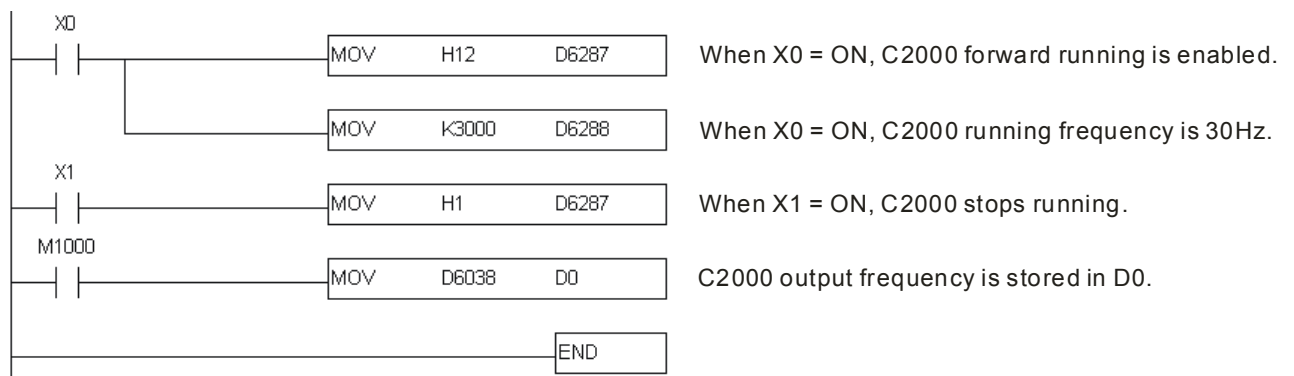 X0
MOV H12 D6287 When X0 = ON, C2000 forward running is enabled.
MOV K3000 D6288 When X0 = ON, C2000 running frequency is 30Hz.
X1
MOV H1 D6287 When X1 = ON, C2000 stops running.
M1000
MOV D6038 D0 C2000 output frequency is stored in D0.
END